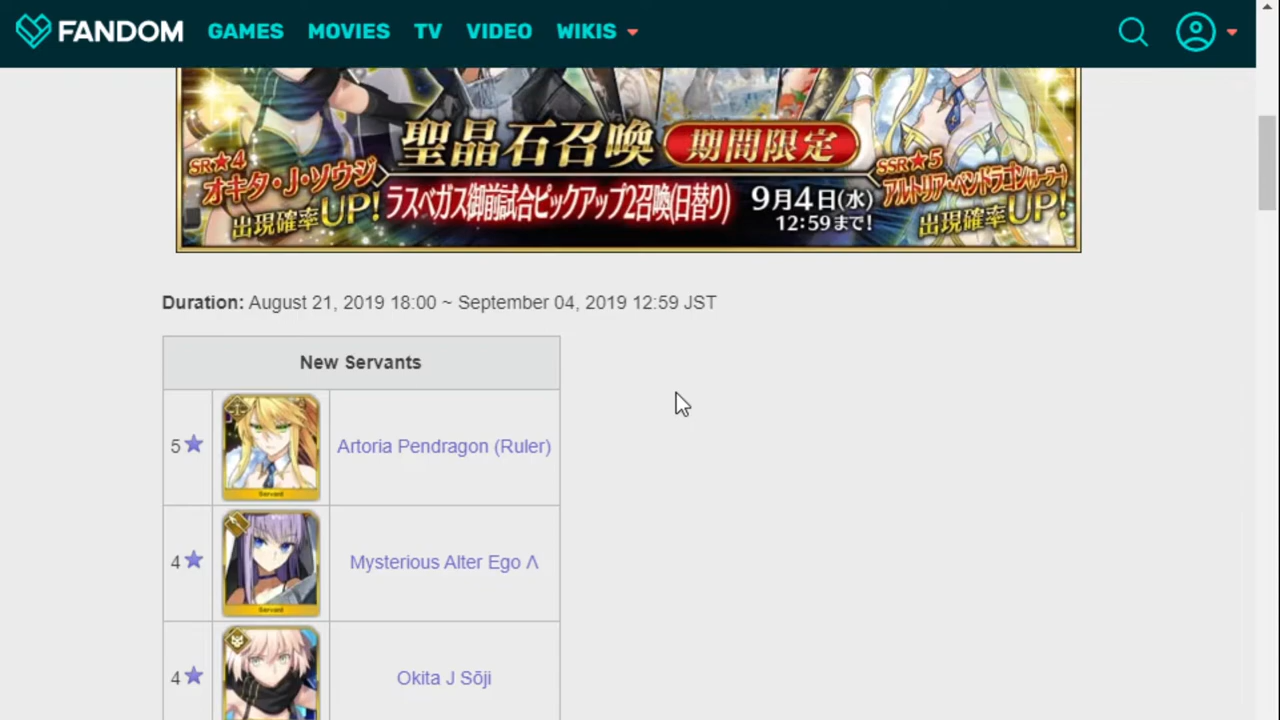 FANDOM GAMES MOVIES TV VIDEO WIKIS
聖晶石召喚 期間限定
SR★4
オキタ・J・ソウジ
出現確率UP!
ラスベガス御前試合ピックアップ2召喚(日替り)
9月4日(水)
12:59まで!
SSR★5
アルトリア・ペンドラゴン(ルーラー)
出現確率UP!
Duration: August 21, 2019 18:00 ~ September 04, 2019 12:59 JST
New Servants
5★ Servant Artoria Pendragon (Ruler)
4★ Servant Mysterious Alter Ego Λ
4★ Okita J Sōji